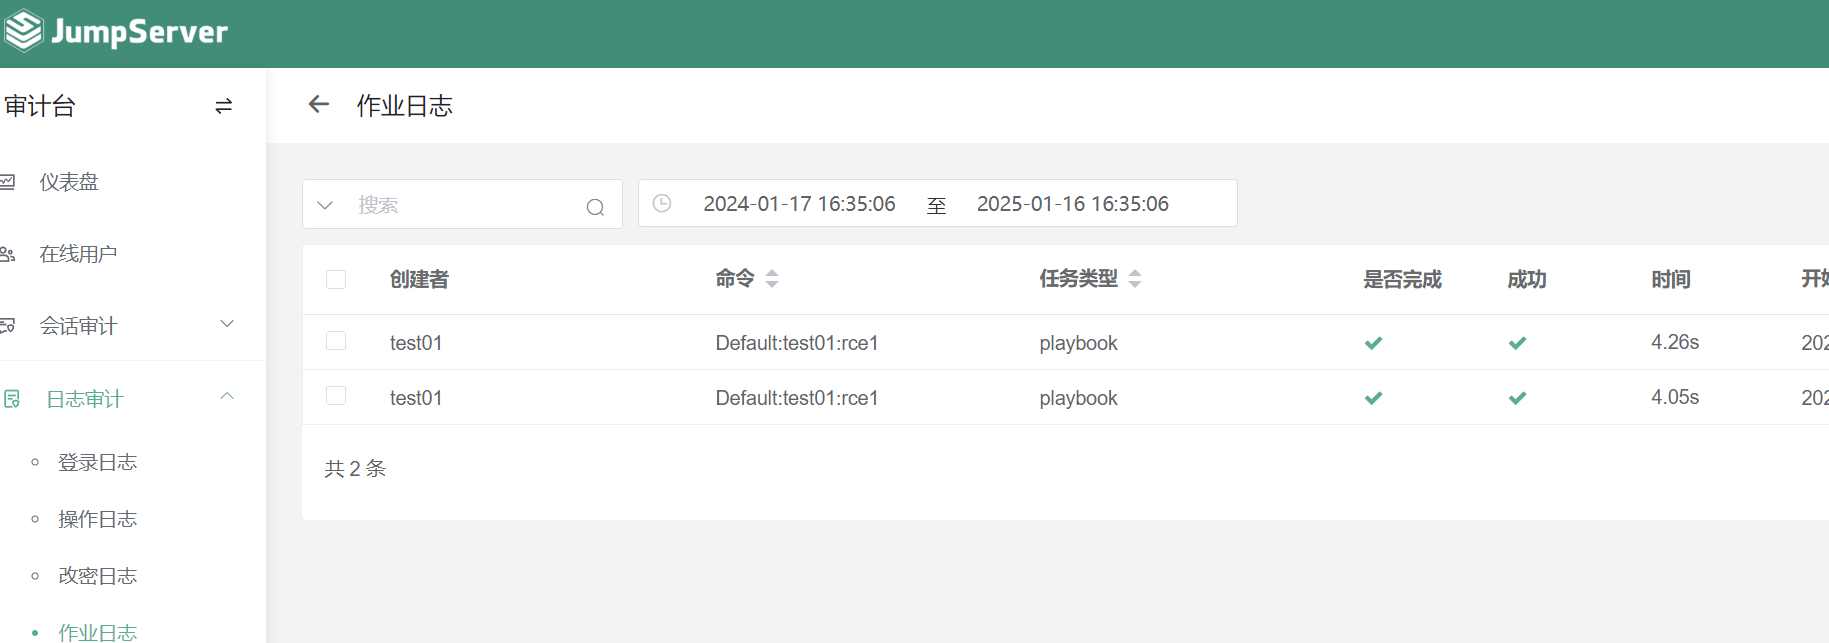 JumpServer
审计台
作业日志
仪表盘
在线用户
会话审计
日志审计
登录日志
操作日志
改密日志
作业日志
搜索
2024-01-17 16:35:06 至 2025-01-16 16:35:06
创建者 命令 任务类型 是否完成 成功 时间 开
test01 Default:test01:rce1 playbook 4.26s 202
test01 Default:test01:rce1 playbook 4.05s 202
共 2 条